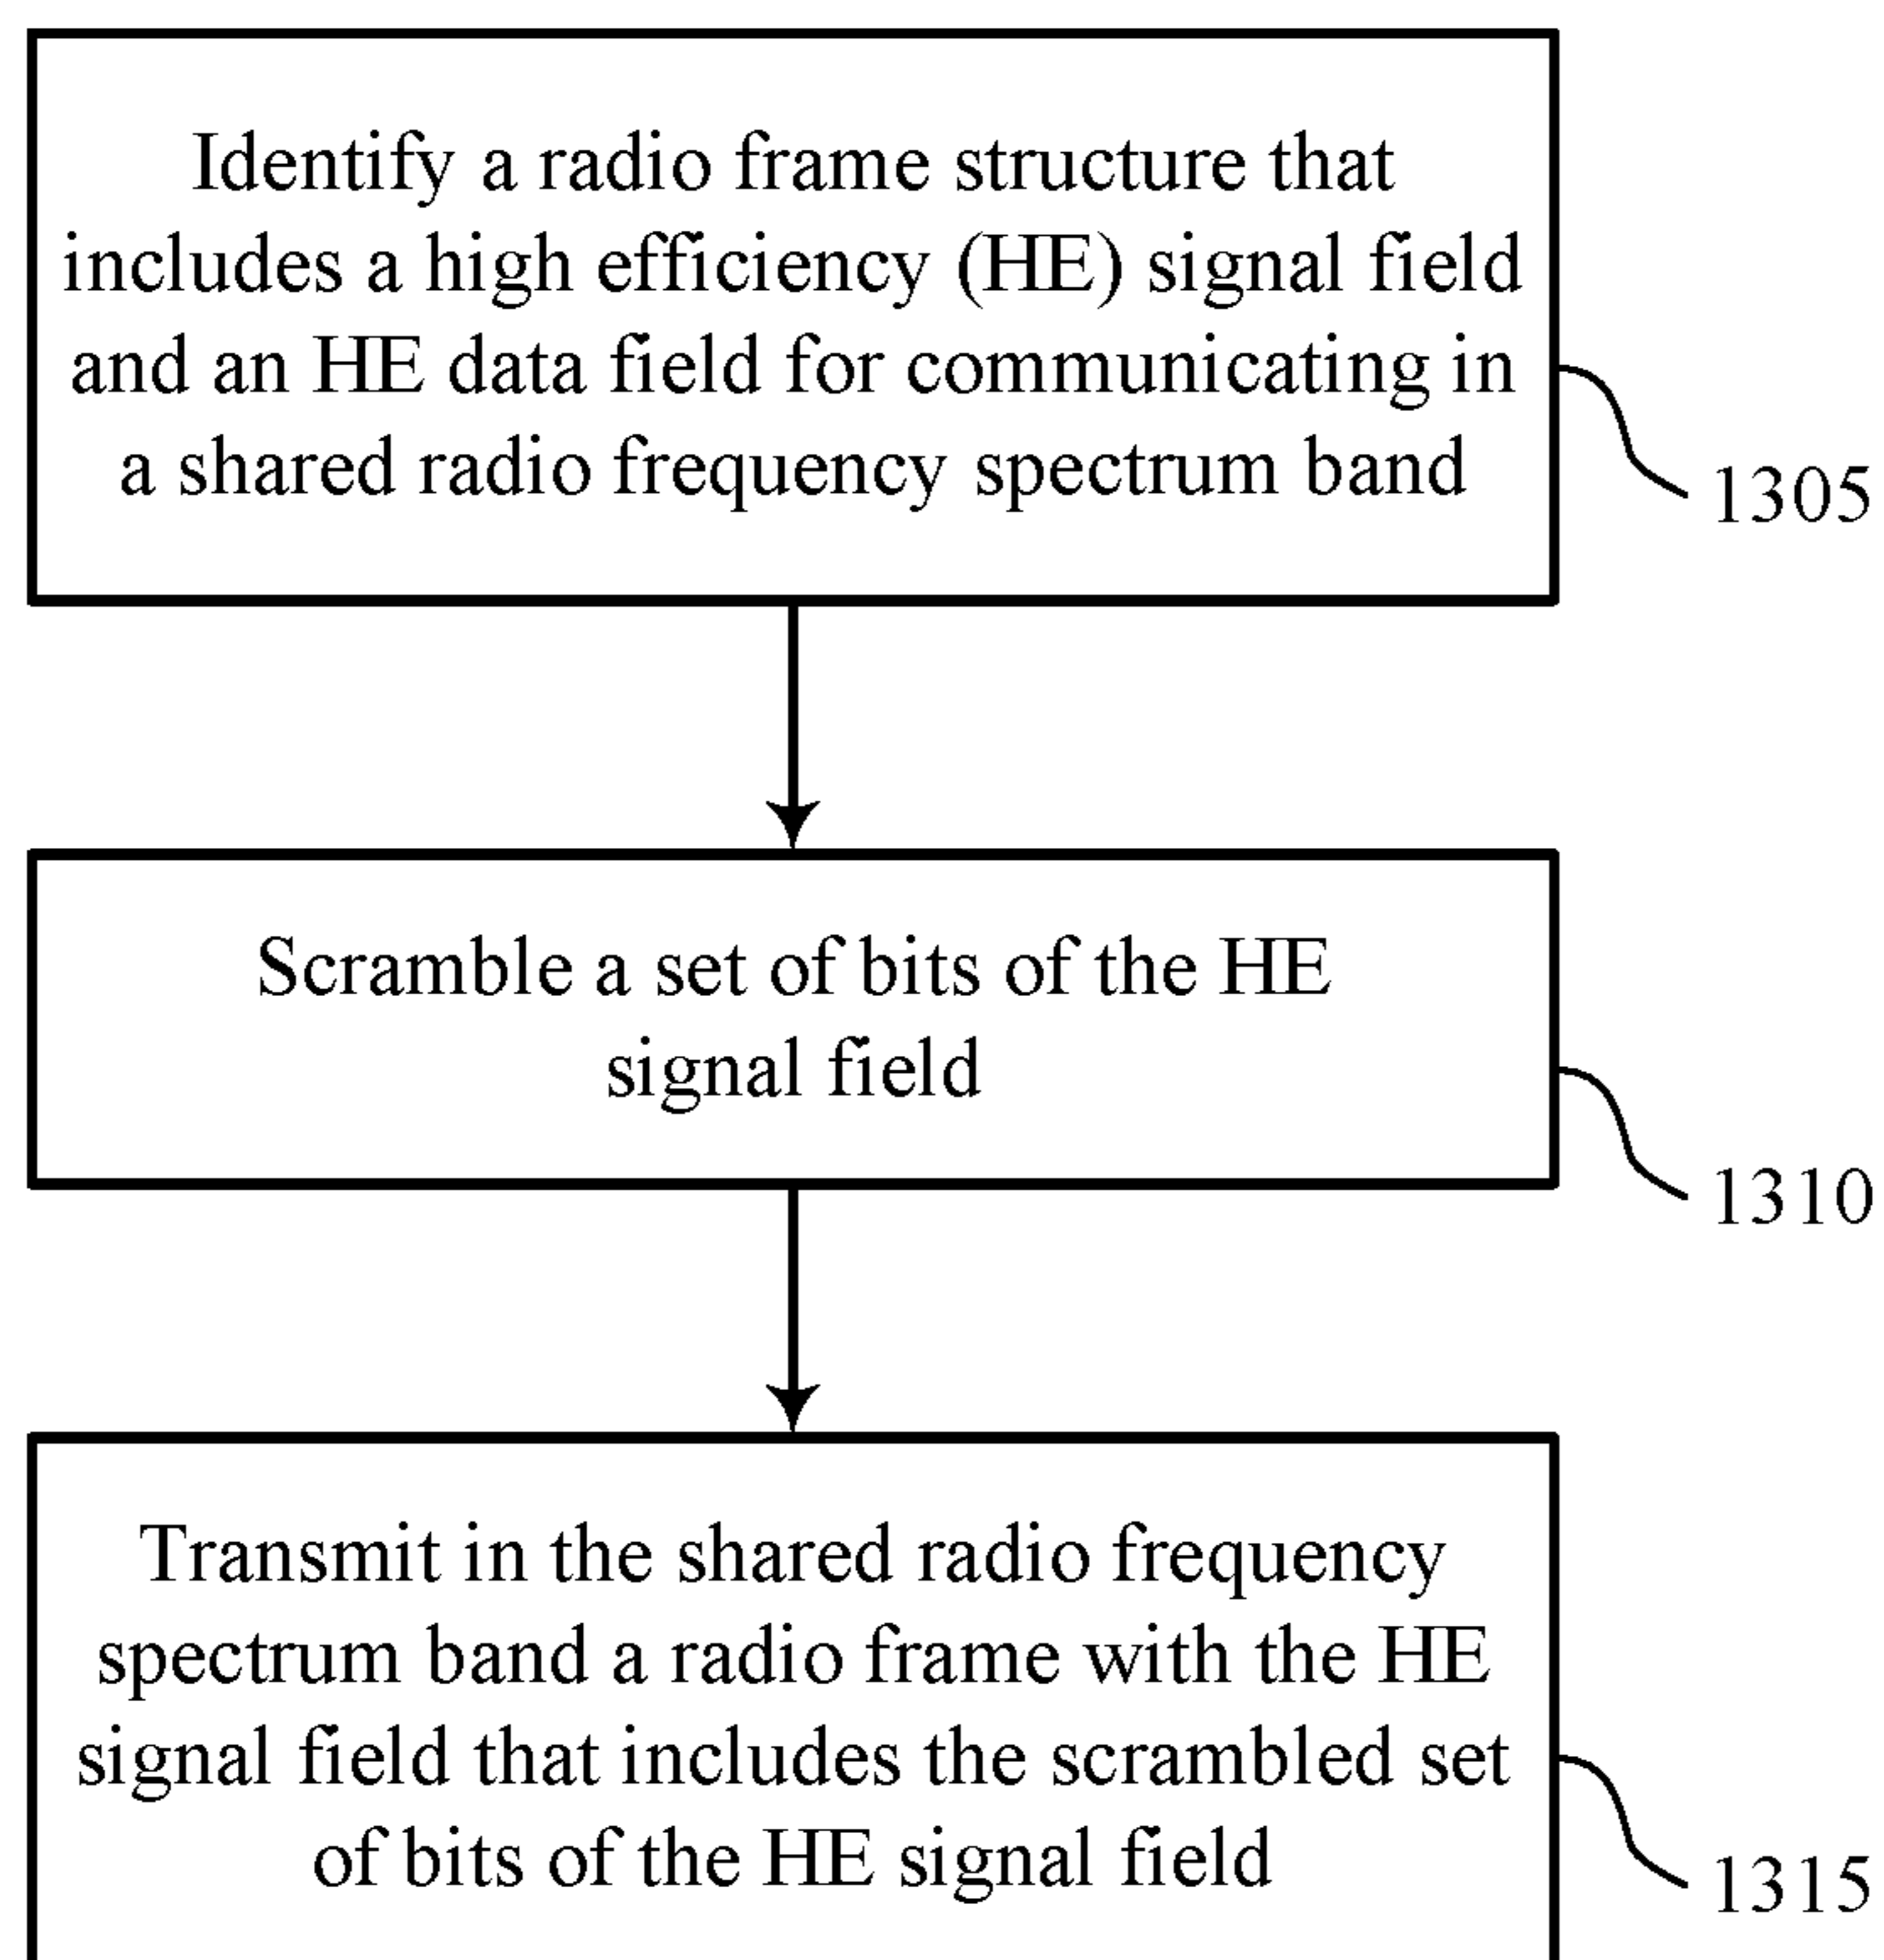 Identify a radio frame structure that
includes a high efficiency (HE) signal field
and an HE data field for communicating in
a shared radio frequency spectrum band
1305
Scramble a set of bits of the HE
signal field
1310
Transmit in the shared radio frequency
spectrum band a radio frame with the HE
signal field that includes the scrambled set
of bits of the HE signal field
1315